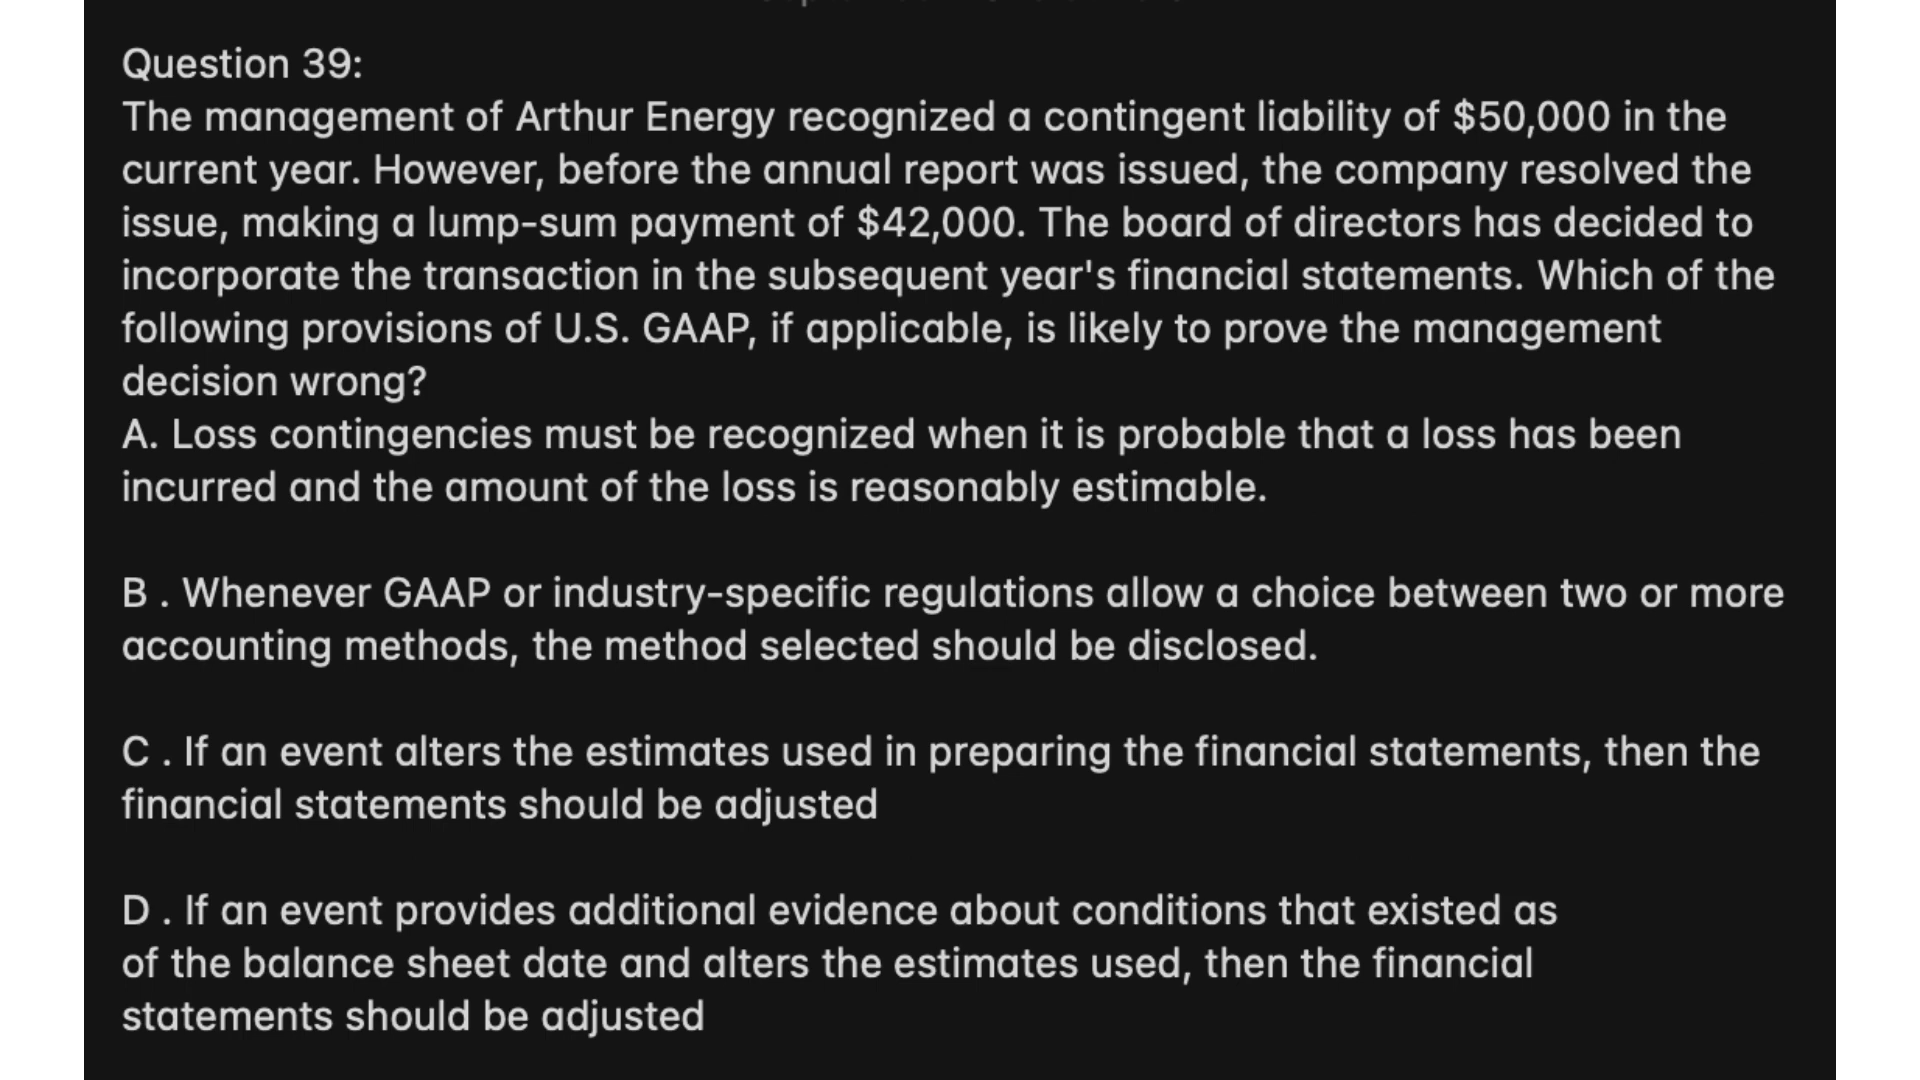 Question 39:
The management of Arthur Energy recognized a contingent liability of $50,000 in the
current year. However, before the annual report was issued, the company resolved the
issue, making a lump-sum payment of $42,000. The board of directors has decided to
incorporate the transaction in the subsequent year's financial statements. Which of the
following provisions of U.S. GAAP, if applicable, is likely to prove the management
decision wrong?
A. Loss contingencies must be recognized when it is probable that a loss has been
incurred and the amount of the loss is reasonably estimable.
B . Whenever GAAP or industry-specific regulations allow a choice between two or more
accounting methods, the method selected should be disclosed.
C . If an event alters the estimates used in preparing the financial statements, then the
financial statements should be adjusted
D . If an event provides additional evidence about conditions that existed as
of the balance sheet date and alters the estimates used, then the financial
statements should be adjusted